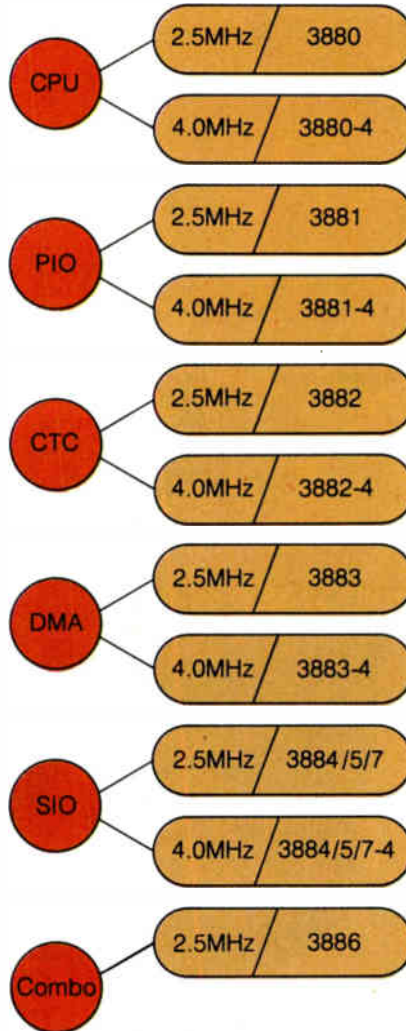 CPU
2.5MHz / 3880
4.0MHz / 3880-4
PIO
2.5MHz / 3881
4.0MHz / 3881-4
CTC
2.5MHz / 3882
4.0MHz / 3882-4
DMA
2.5MHz / 3883
4.0MHz / 3883-4
SIO
2.5MHz / 3884/5/7
4.0MHz / 3884/5/7-4
Combo
2.5MHz / 3886